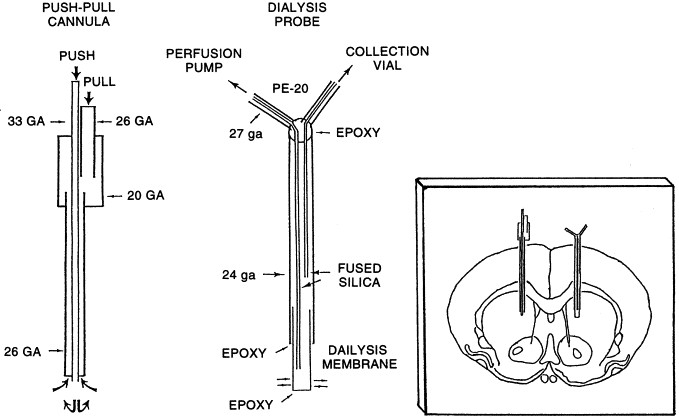 PUSH-PULL
CANNULA
PUSH
PULL
33 GA
26 GA
20 GA
26 GA
DIALYSIS
PROBE
PERFUSION
PUMP
COLLECTION
VIAL
PE-20
27 ga
EPOXY
24 ga
FUSED
SILICA
EPOXY
DAILYSIS
MEMBRANE
EPOXY